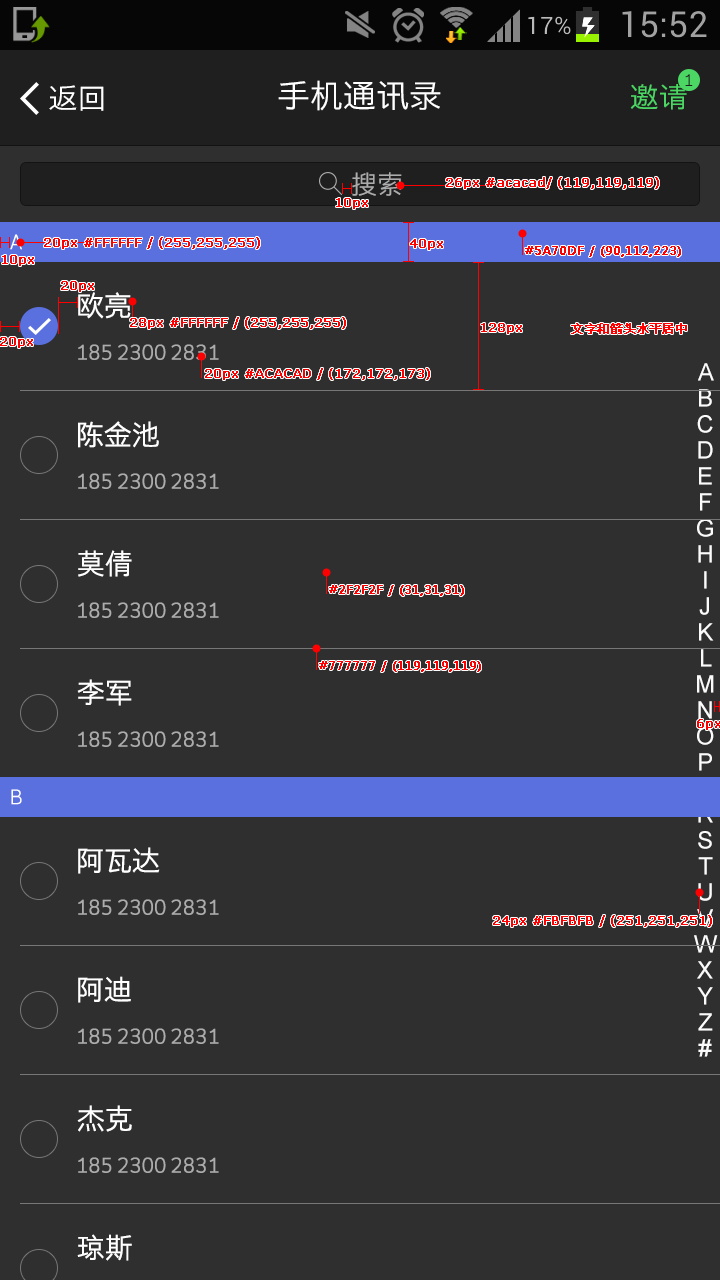 17% 15:52
返回 手机通讯录 邀请 1
搜索 26px #acacad/ (119,119,119)
10px
A 20px #FFFFFF / (255,255,255) 40px #5A70DF / (90,112,223)
10px
20px
欧亮
28px #FFFFFF / (255,255,255) 128px 文字和箭头水平居中
20px
185 2300 2831
20px #ACACAD / (172,172,173)
陈金池
185 2300 2831
莫倩
185 2300 2831
#2F2F2F / (31,31,31)
#777777 / (119,119,119)
李军
185 2300 2831
6px
B
阿瓦达
185 2300 2831
24px #FBFBFB / (251,251,251)
阿迪
185 2300 2831
杰克
185 2300 2831
琼斯
A
B
C
D
E
F
G
H
I
J
K
L
M
N
O
P
R
S
T
U
V
W
X
Y
Z
#